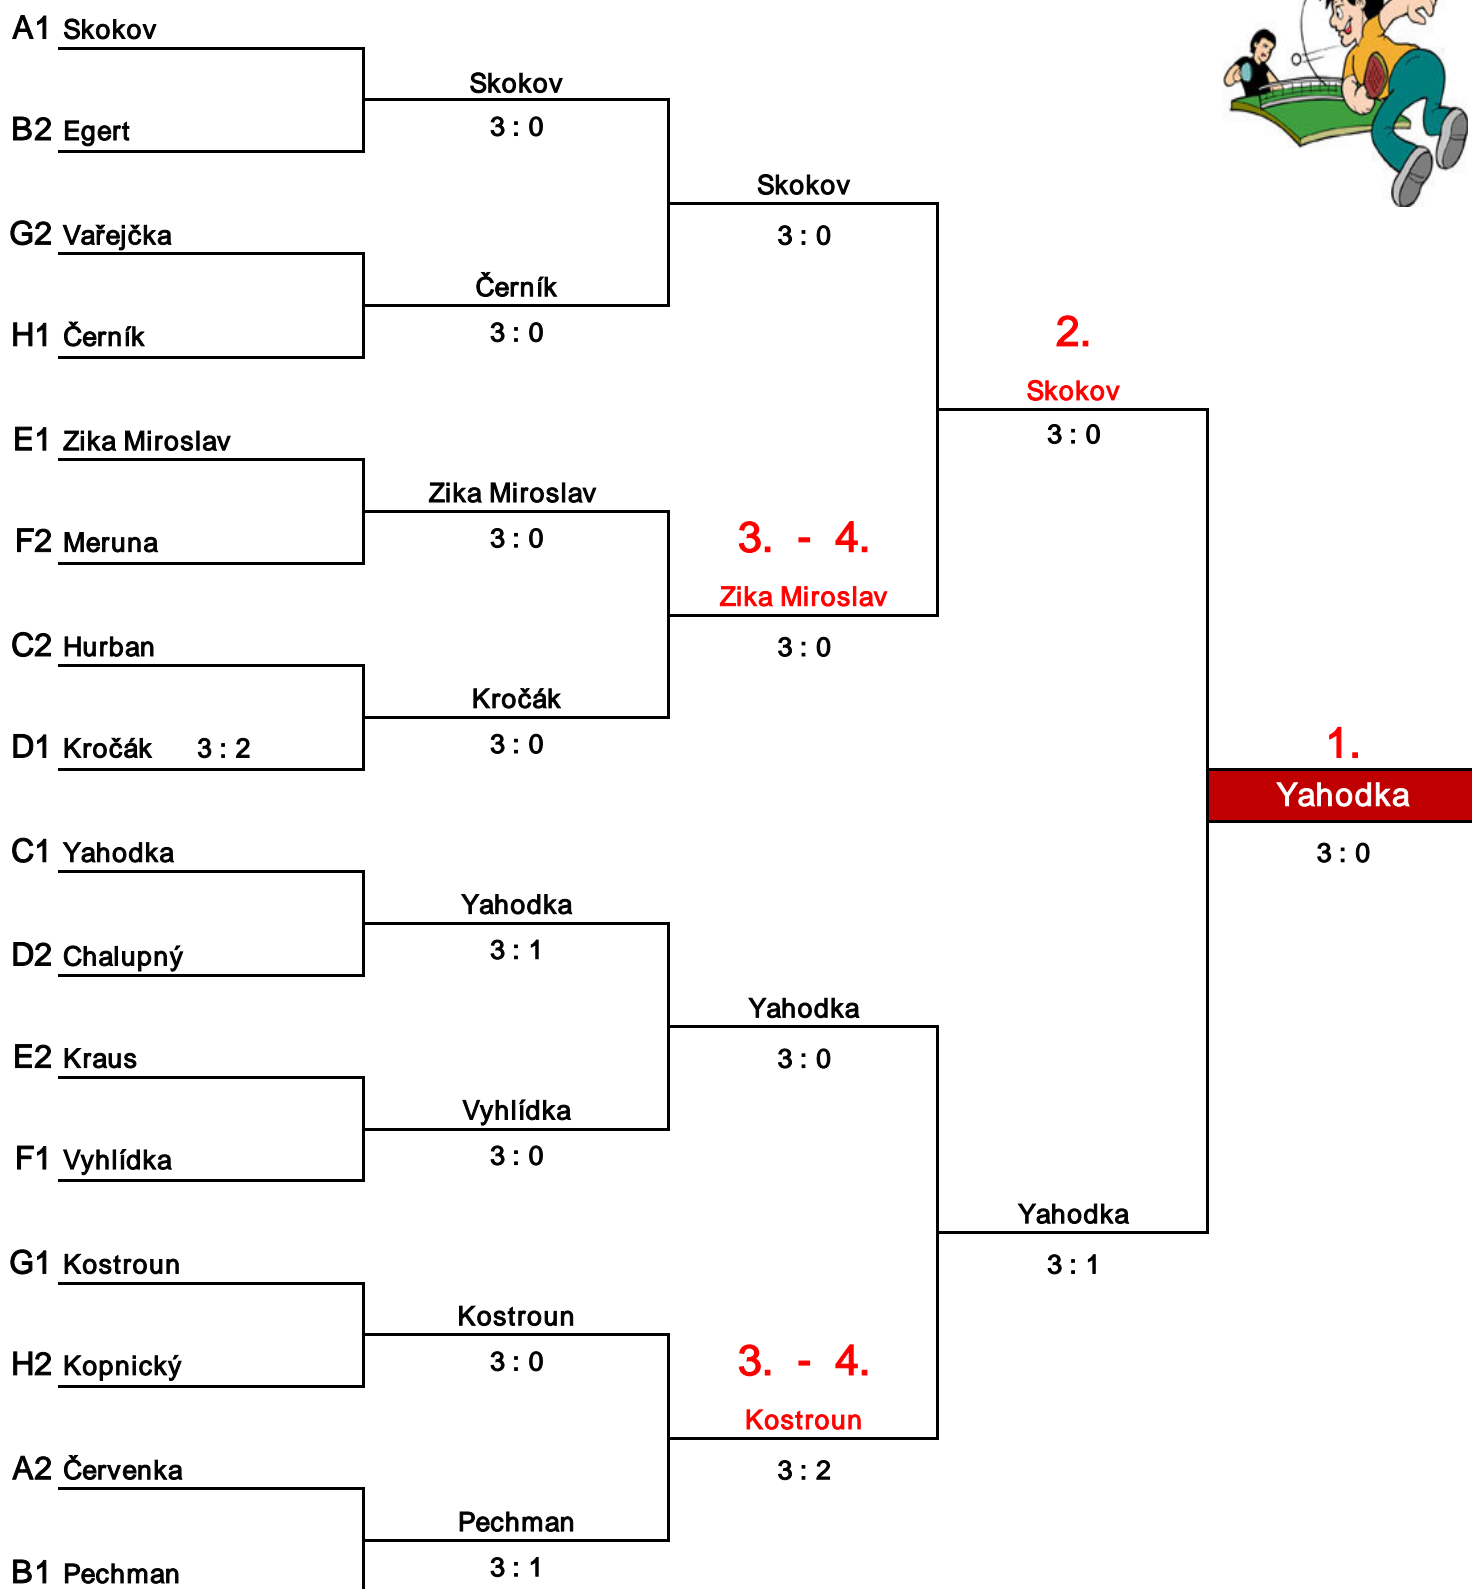 A1 Skokov
Skokov
B2 Egert
3 : 0
Skokov
G2 Vařejčka
3 : 0
Černík
H1 Černík
3 : 0
2.
Skokov
3 : 0
E1 Zika Miroslav
Zika Miroslav
F2 Meruna
3 : 0
3. - 4.
Zika Miroslav
C2 Hurban
3 : 0
Kročák
D1 Kročák 3 : 2
3 : 0
1.
Yahodka
3 : 0
C1 Yahodka
Yahodka
D2 Chalupný
3 : 1
Yahodka
E2 Kraus
3 : 0
Vyhlídka
F1 Vyhlídka
3 : 0
Yahodka
3 : 1
G1 Kostroun
Kostroun
H2 Kopnický
3 : 0
3. - 4.
Kostroun
A2 Červenka
3 : 2
Pechman
B1 Pechman
3 : 1